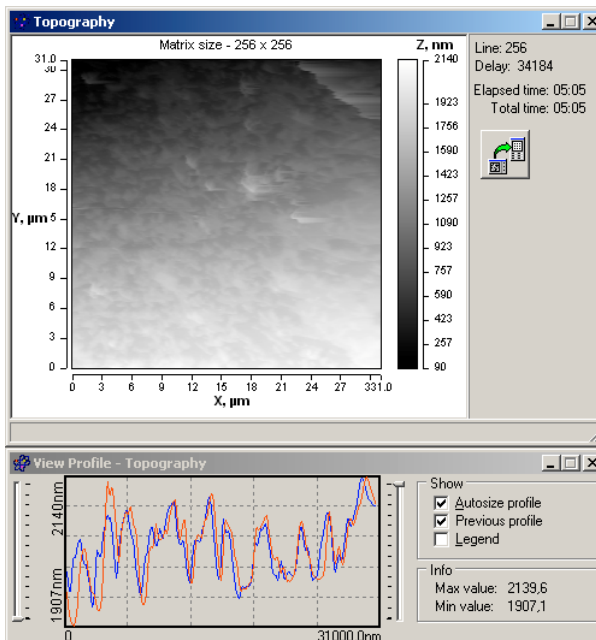 Topography
Matrix size - 256 x 256
Z, nm
Line: 256
Delay: 34184
Elapsed time: 05:05
Total time: 05:05
31.0
27
24
21
18
Y, µm 5
12
9
6
3
0
2140
1923
1756
1590
1423
1257
1090
923
757
590
423
257
90
0 3 6 9 12 15 18 21 24 27 331.0
X, µm
View Profile - Topography
2140nm
1907nm
0
31000.0nm
Show
Autosize profile
Previous profile
Legend
Info
Max value: 2139,6
Min value: 1907,1